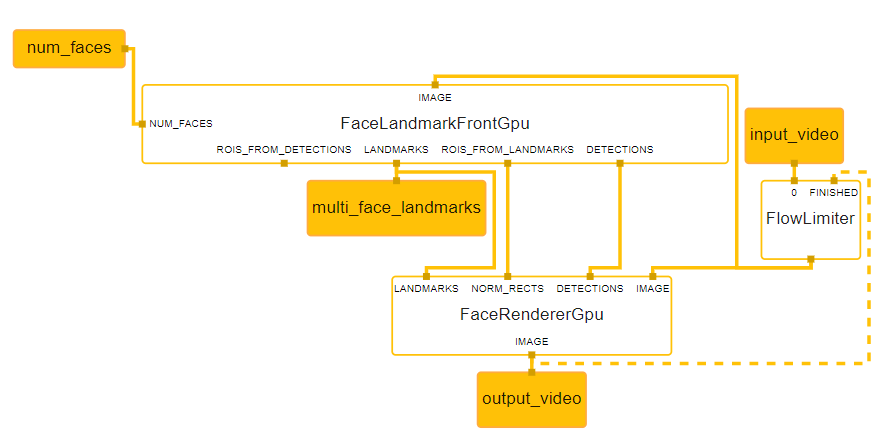 num_faces
IMAGE
FaceLandmarkFrontGpu
NUM_FACES
ROIS_FROM_DETECTIONS LANDMARKS ROIS_FROM_LANDMARKS DETECTIONS
input_video
0 FINISHED
FlowLimiter
multi_face_landmarks
LANDMARKS NORM_RECTS DETECTIONS IMAGE
FaceRendererGpu
IMAGE
output_video